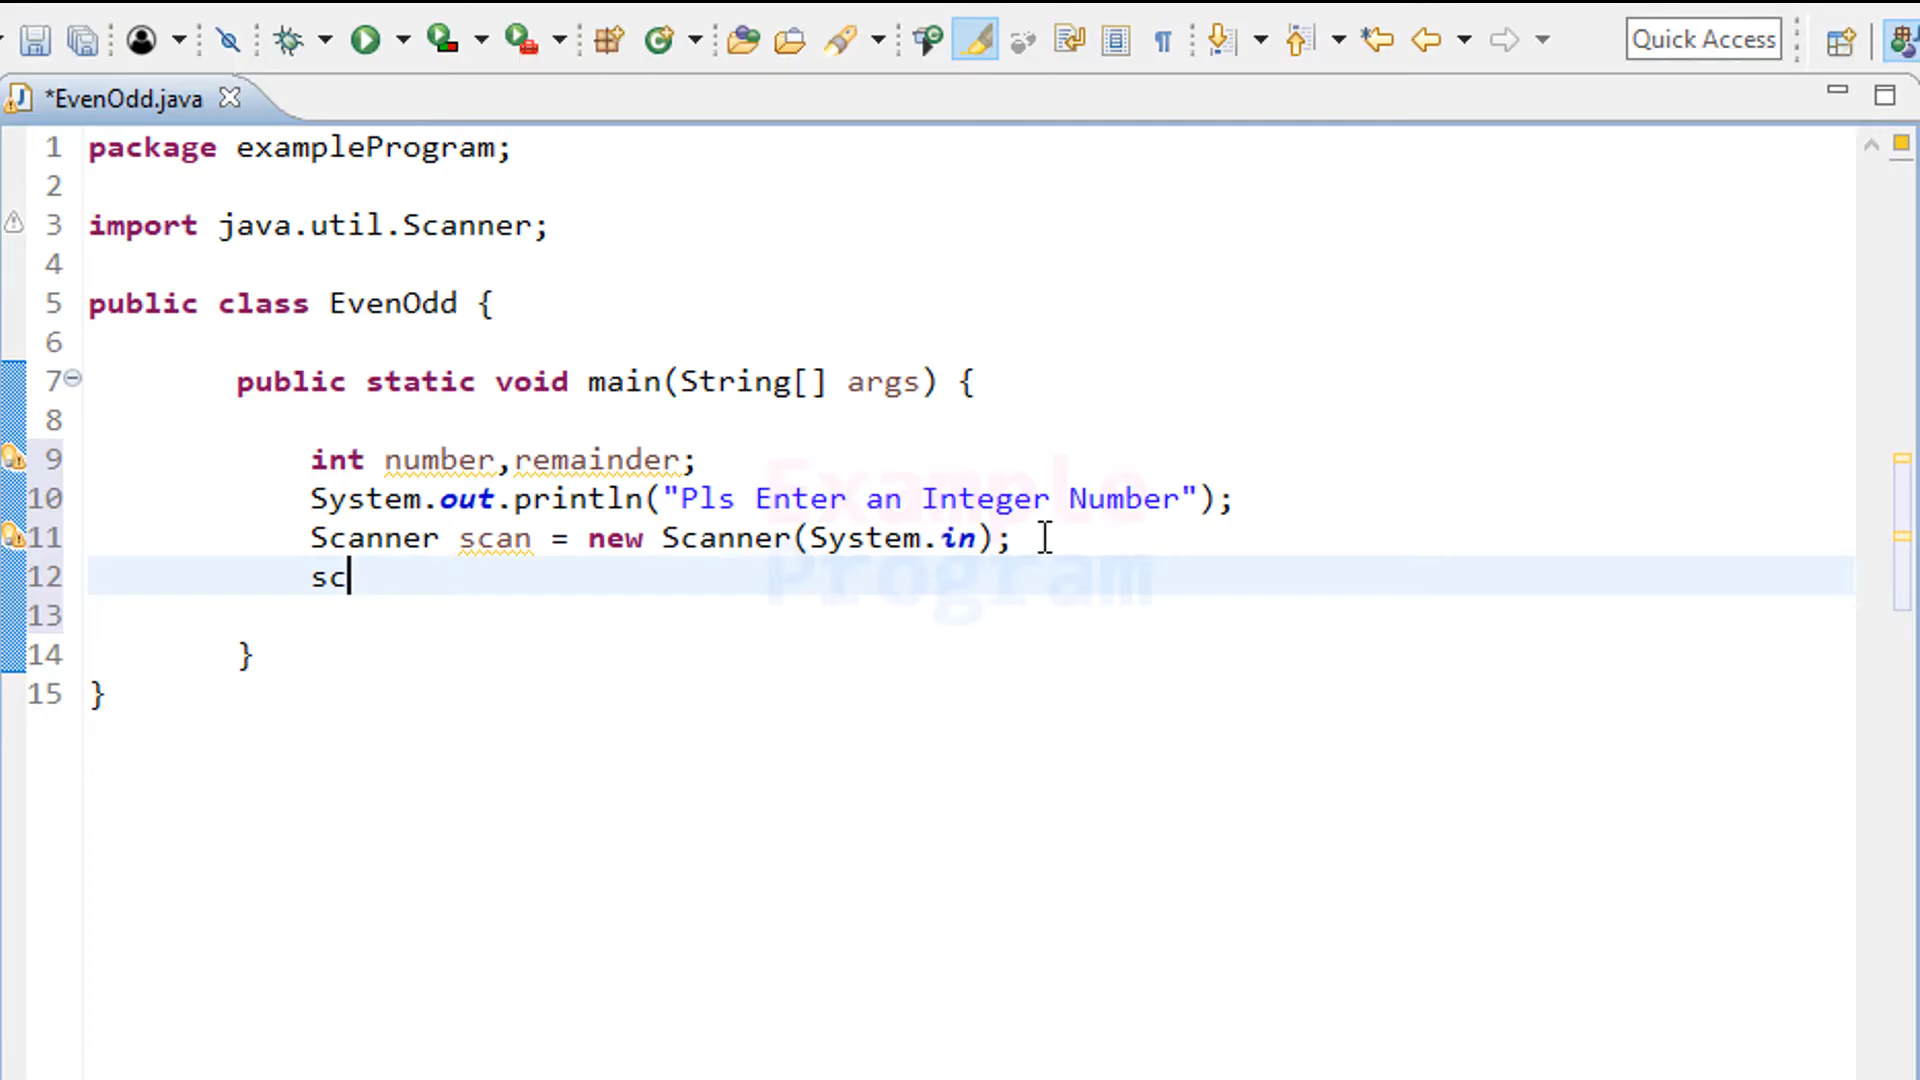 Quick Access
*EvenOdd.java
1 package exampleProgram;
2
3 import java.util.Scanner;
4
5 public class EvenOdd {
6
7 public static void main(String[] args) {
8
9 int number,remainder;
10 System.out.println("Pls Enter an Integer Number");
11 Scanner scan = new Scanner(System.in);
12 sc
13
14 }
15 }
Example
Program